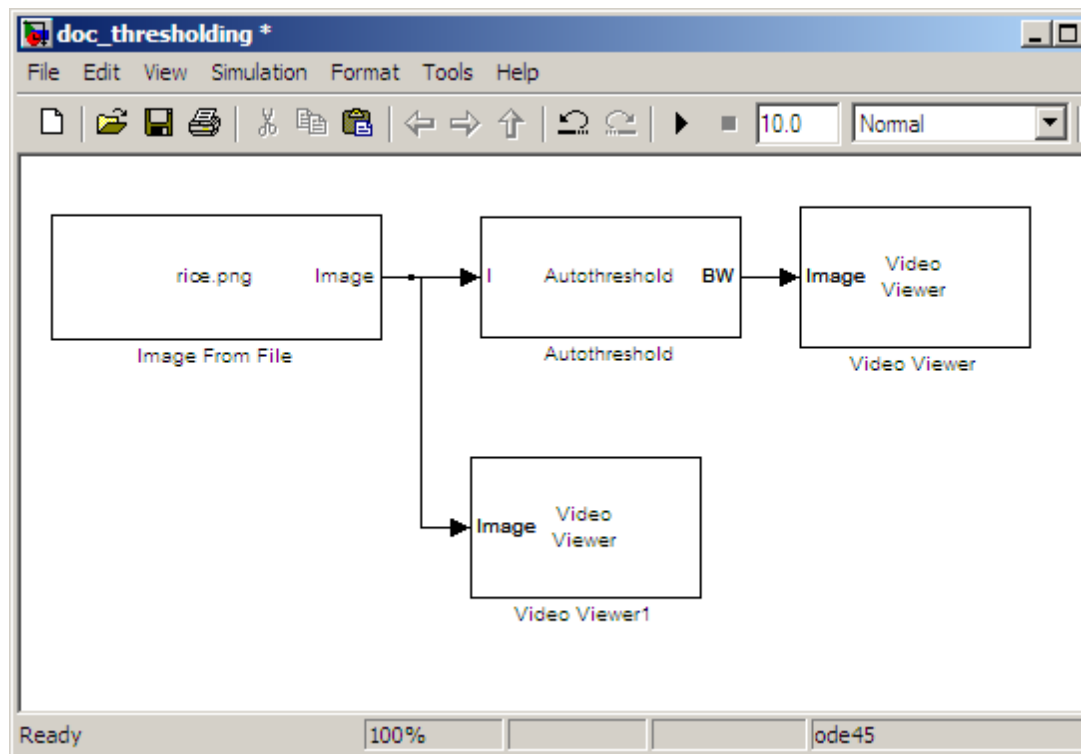 doc_thresholding *
File Edit View Simulation Format Tools Help
10.0 Normal
rice.png Image
Image From File
I Autothreshold BW
Autothreshold
Image Video
Viewer
Video Viewer
Image Video
Viewer
Video Viewer1
Ready 100% ode45